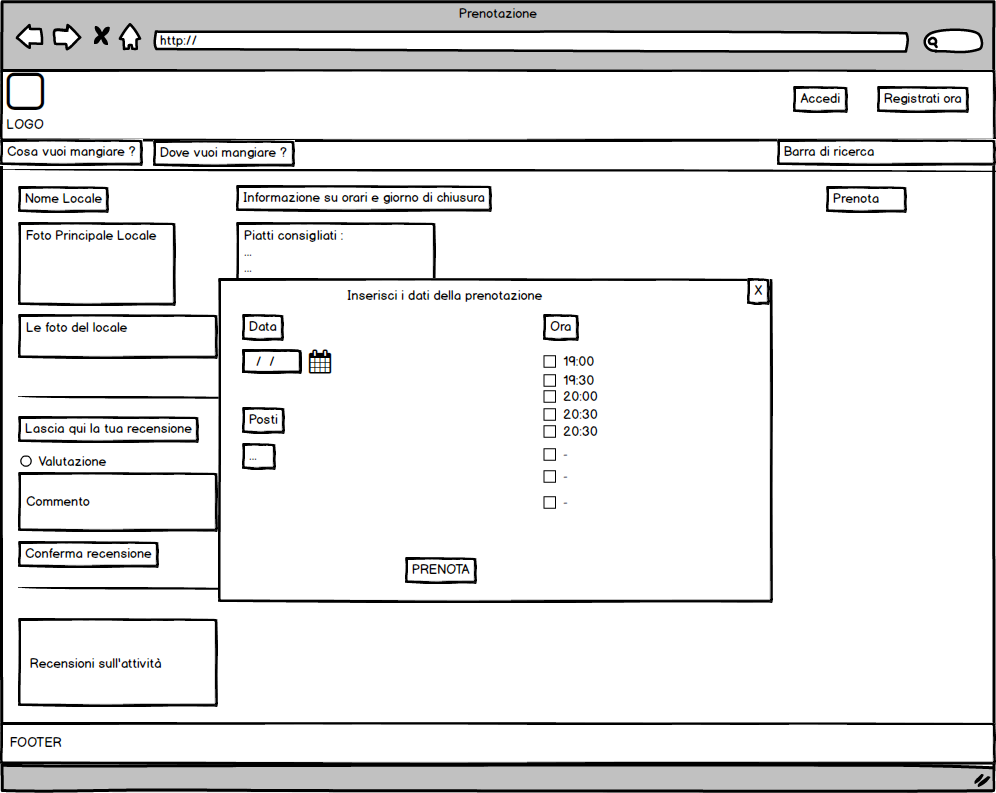 Prenotazione
http://
Accedi
Registrati ora
LOGO
Cosa vuoi mangiare ?
Dove vuoi mangiare ?
Barra di ricerca
Nome Locale
Informazione su orari e giorno di chiusura
Prenota
Foto Principale Locale
Piatti consigliati :
...
...
Inserisci i dati della prenotazione
X
Le foto del locale
Data
/ /
Posti
...
Ora
19:00
19:30
20:00
20:30
20:30
-
-
-
PRENOTA
Lascia qui la tua recensione
Valutazione
Commento
Conferma recensione
Recensioni sull'attività
FOOTER